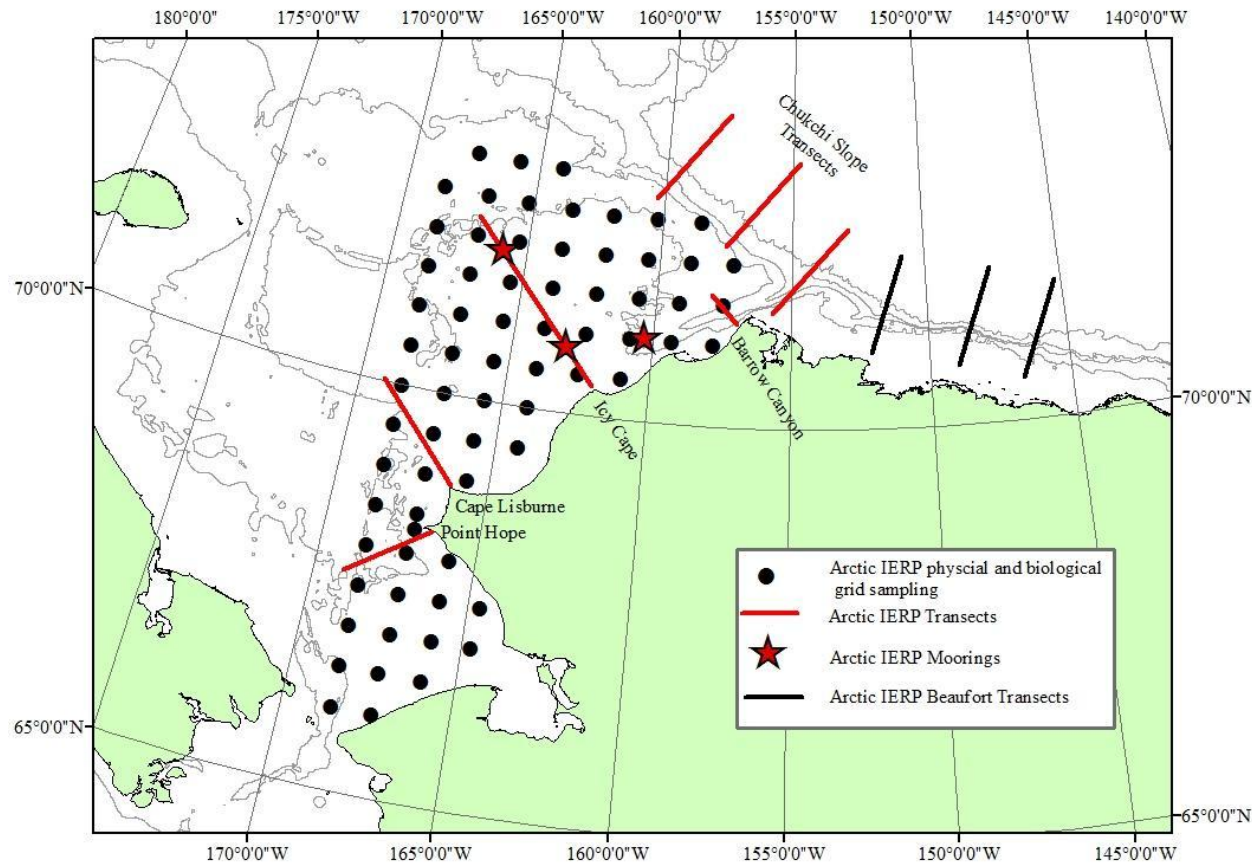 180°0'0"W
175°0'0"W
170°0'0"W
165°0'0"W
160°0'0"W
155°0'0"W
150°0'0"W
145°0'0"W
140°0'0"W
Chukchi Slope
Transects
70°0'0"N
70°0'0"N
Barrow Canyon
Icy Cape
Cape Lisburne
Point Hope
Arctic IERP physcial and biological
grid sampling
Arctic IERP Transects
Arctic IERP Moorings
Arctic IERP Beaufort Transects
65°0'0"N
65°0'0"N
170°0'0"W
165°0'0"W
160°0'0"W
155°0'0"W
150°0'0"W
145°0'0"W